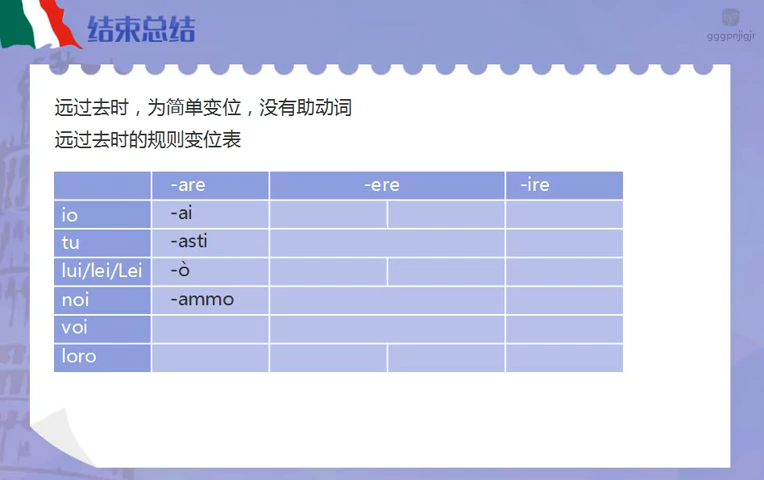 结束总结
gggpnjigjr
远过去时，为简单变位，没有助动词
远过去时的规则变位表
-are -ere -ire
io -ai
tu -asti
lui/lei/Lei -ò
noi -ammo
voi
loro